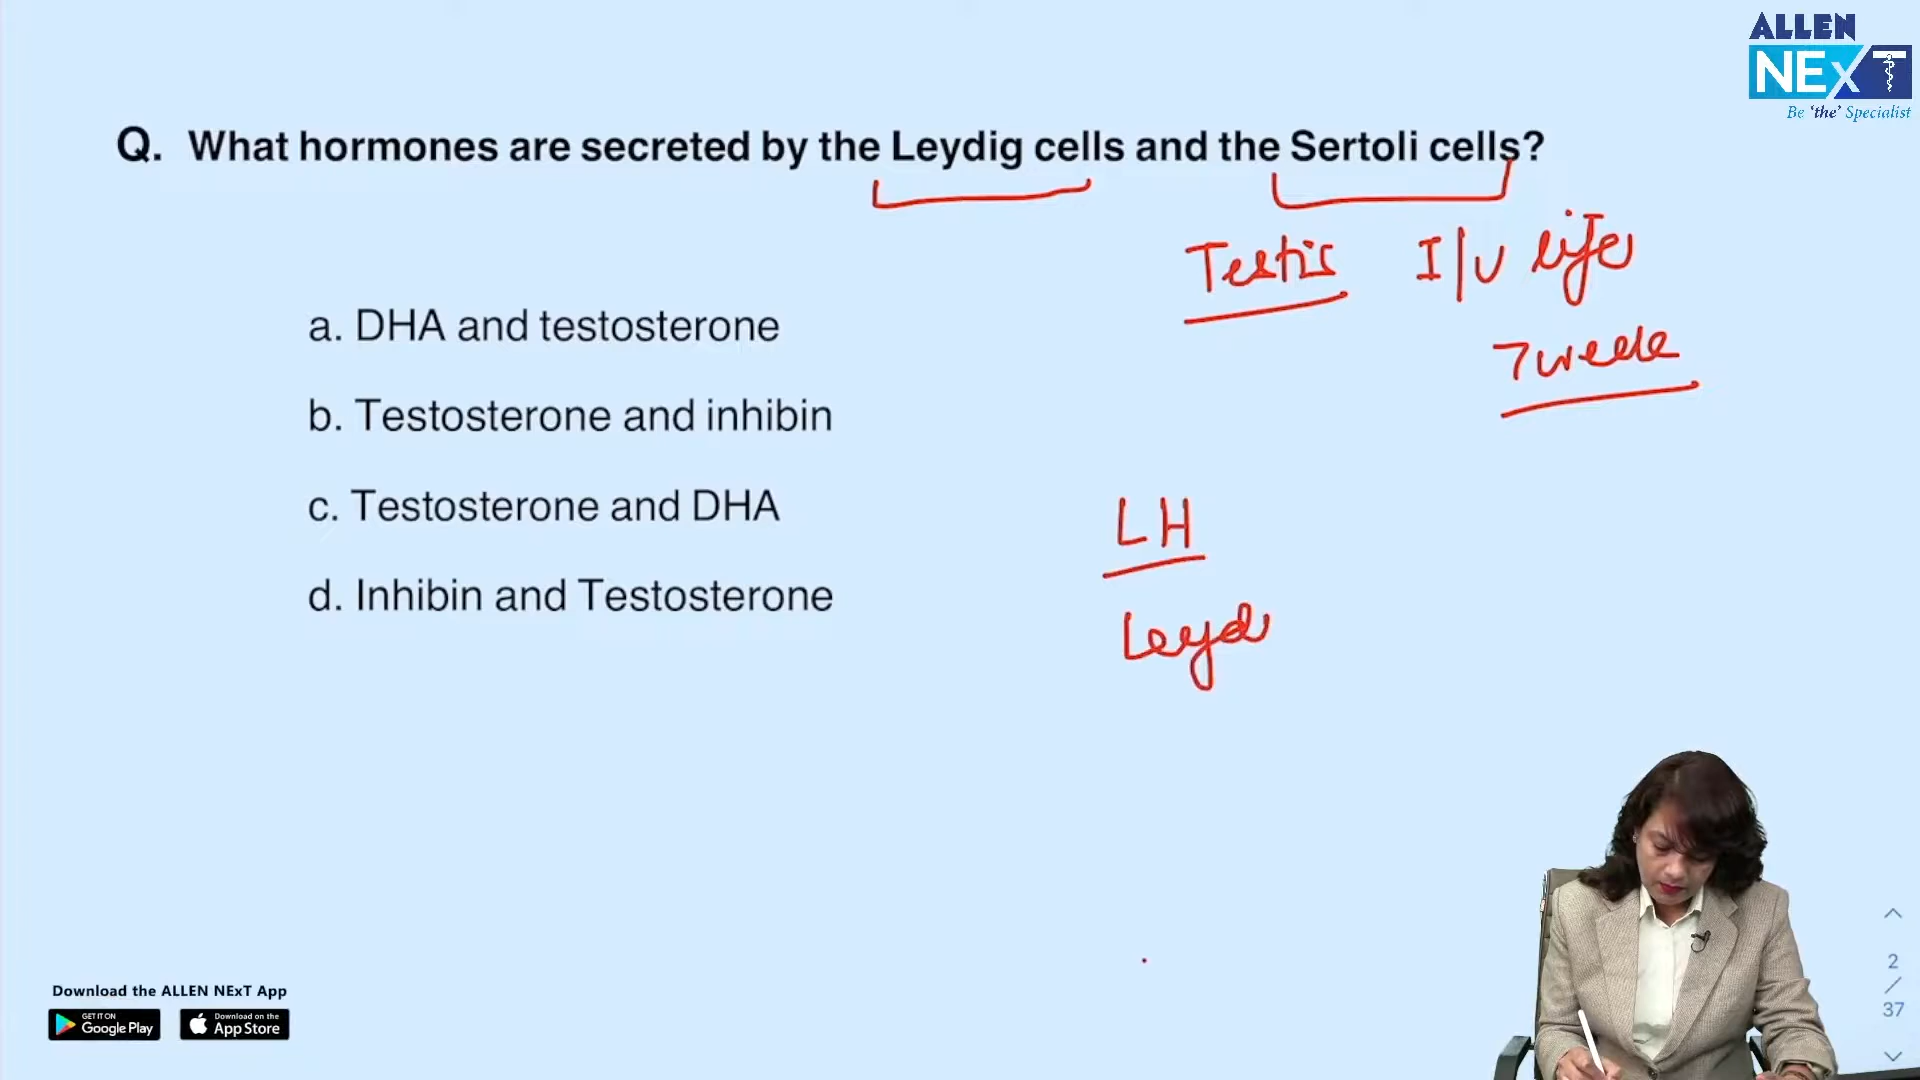 ALLEN
NExT
Be 'the' Specialist
Q. What hormones are secreted by the Leydig cells and the Sertoli cells?
Testis I/U life
7 week
a. DHA and testosterone
b. Testosterone and inhibin
c. Testosterone and DHA
d. Inhibin and Testosterone
LH
Leyd
2
/
37
Download the ALLEN NExT App
GET IT ON
Google Play
Download on the
App Store